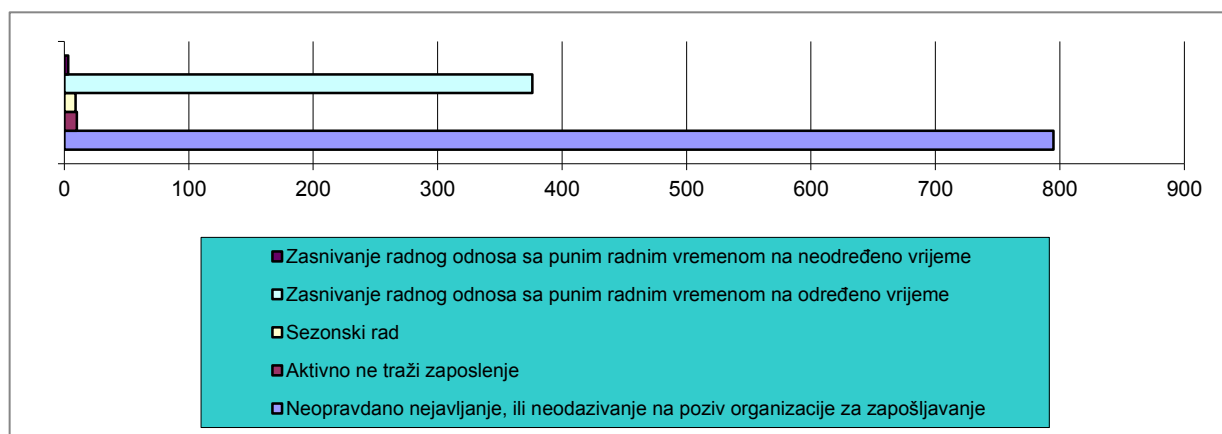 0 100 200 300 400 500 600 700 800 900
Zasnivanje radnog odnosa sa punim radnim vremenom na neodređeno vrijeme
Zasnivanje radnog odnosa sa punim radnim vremenom na određeno vrijeme
Sezonski rad
Aktivno ne traži zaposlenje
Neopravdano nejavljanje, ili neodazivanje na poziv organizacije za zapošljavanje